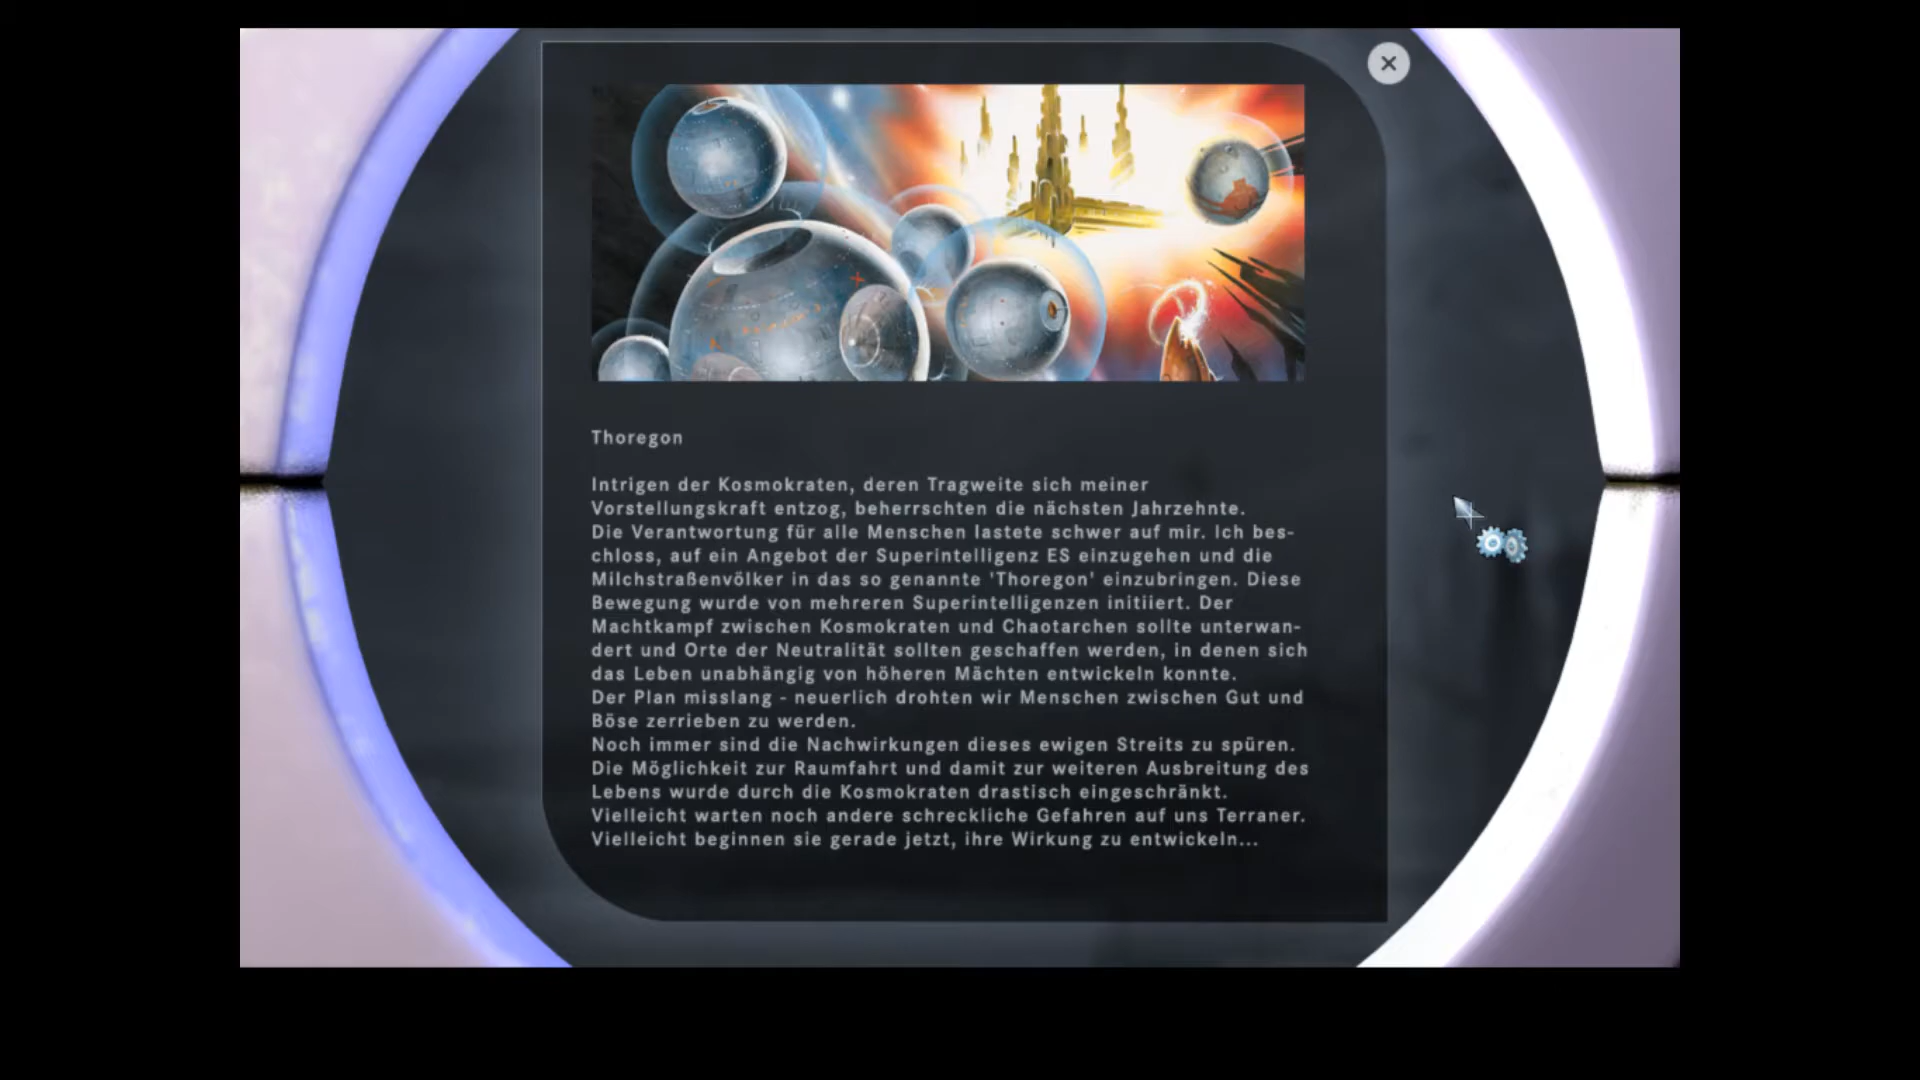 Thoregon
Intrigen der Kosmokraten, deren Tragweite sich meiner
Vorstellungskraft entzog, beherrschten die nächsten Jahrzehnte.
Die Verantwortung für alle Menschen lastete schwer auf mir. Ich bes-
chloss, auf ein Angebot der Superintelligenz ES einzugehen und die
Milchstraßenvölker in das so genannte 'Thoregon' einzubringen. Diese
Bewegung wurde von mehreren Superintelligenzen initiiert. Der
Machtkampf zwischen Kosmokraten und Chaotarchen sollte unterwan-
dert und Orte der Neutralität sollten geschaffen werden, in denen sich
das Leben unabhängig von höheren Mächten entwickeln konnte.
Der Plan misslang - neuerlich drohten wir Menschen zwischen Gut und
Böse zerrieben zu werden.
Noch immer sind die Nachwirkungen dieses ewigen Streits zu spüren.
Die Möglichkeit zur Raumfahrt und damit zur weiteren Ausbreitung des
Lebens wurde durch die Kosmokraten drastisch eingeschränkt.
Vielleicht warten noch andere schreckliche Gefahren auf uns Terraner.
Vielleicht beginnen sie gerade jetzt, ihre Wirkung zu entwickeln...